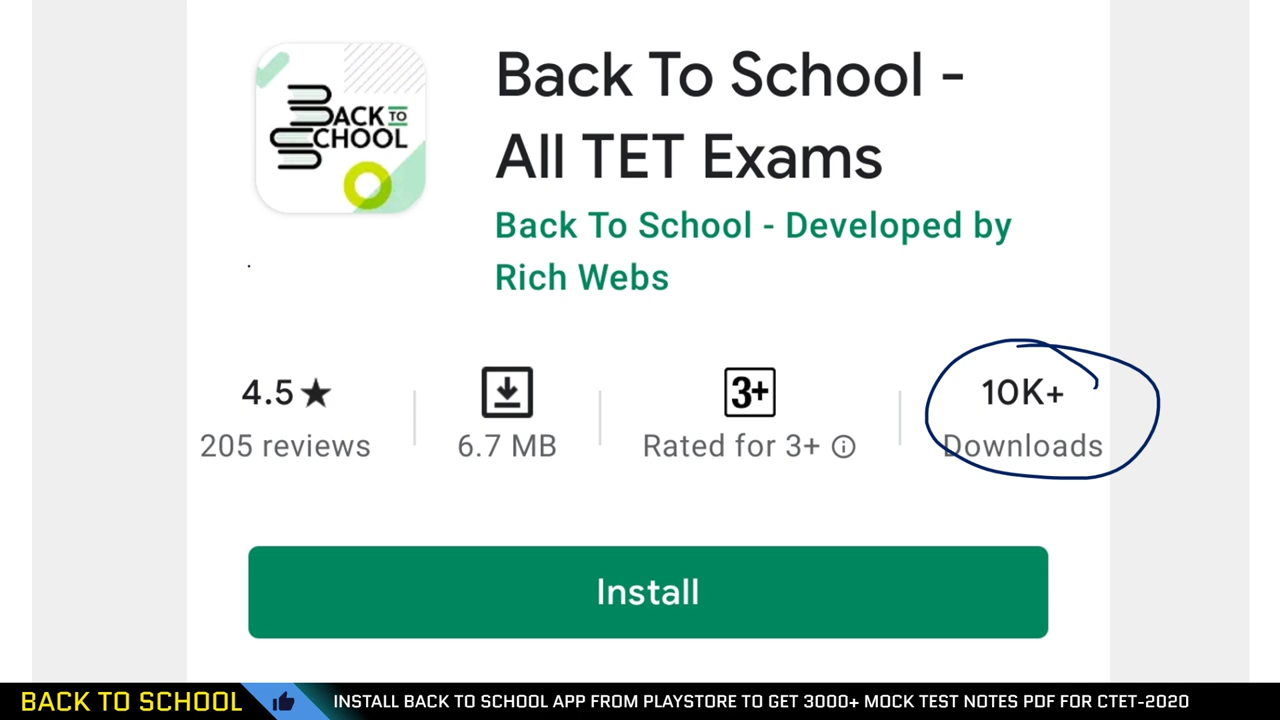 BACK TO
SCHOOL
Back To School -
All TET Exams
Back To School - Developed by
Rich Webs
4.5★
205 reviews
6.7 MB
3+
Rated for 3+
10K+
Downloads
Install
BACK TO SCHOOL
INSTALL BACK TO SCHOOL APP FROM PLAYSTORE TO GET 3000+ MOCK TEST NOTES PDF FOR CTET-2020